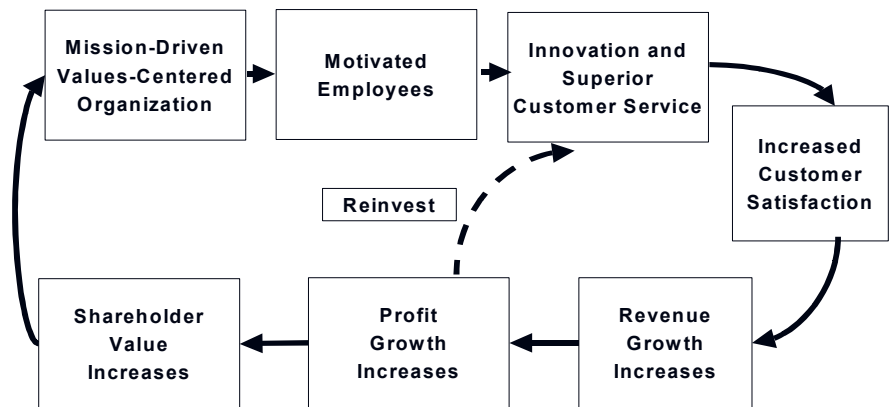 Mission-Driven
Values-Centered
Organization
Motivated
Employees
Innovation and
Superior
Customer Service
Increased
Customer
Satisfaction
Reinvest
Shareholder
Value
Increases
Profit
Growth
Increases
Revenue
Growth
Increases